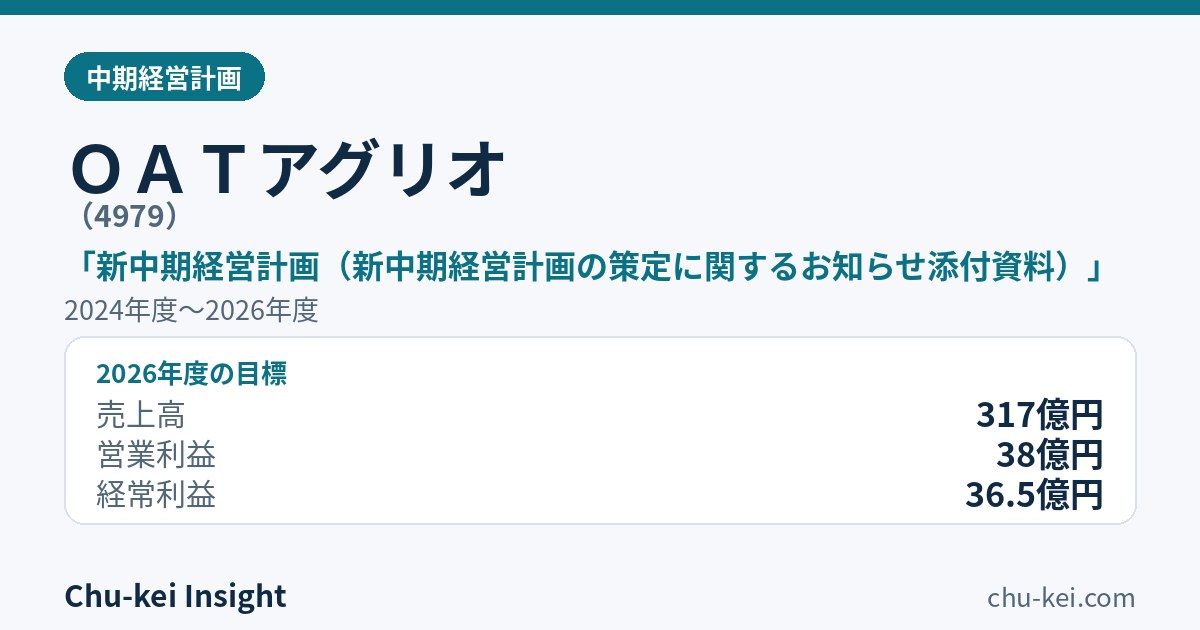 中期経営計画
ＯＡＴアグリオ
（4979）
「新中期経営計画（新中期経営計画の策定に関するお知らせ添付資料）」
2024年度〜2026年度
2026年度の目標
売上高 317億円
営業利益 38億円
経常利益 36.5億円
Chu-kei Insight chu-kei.com